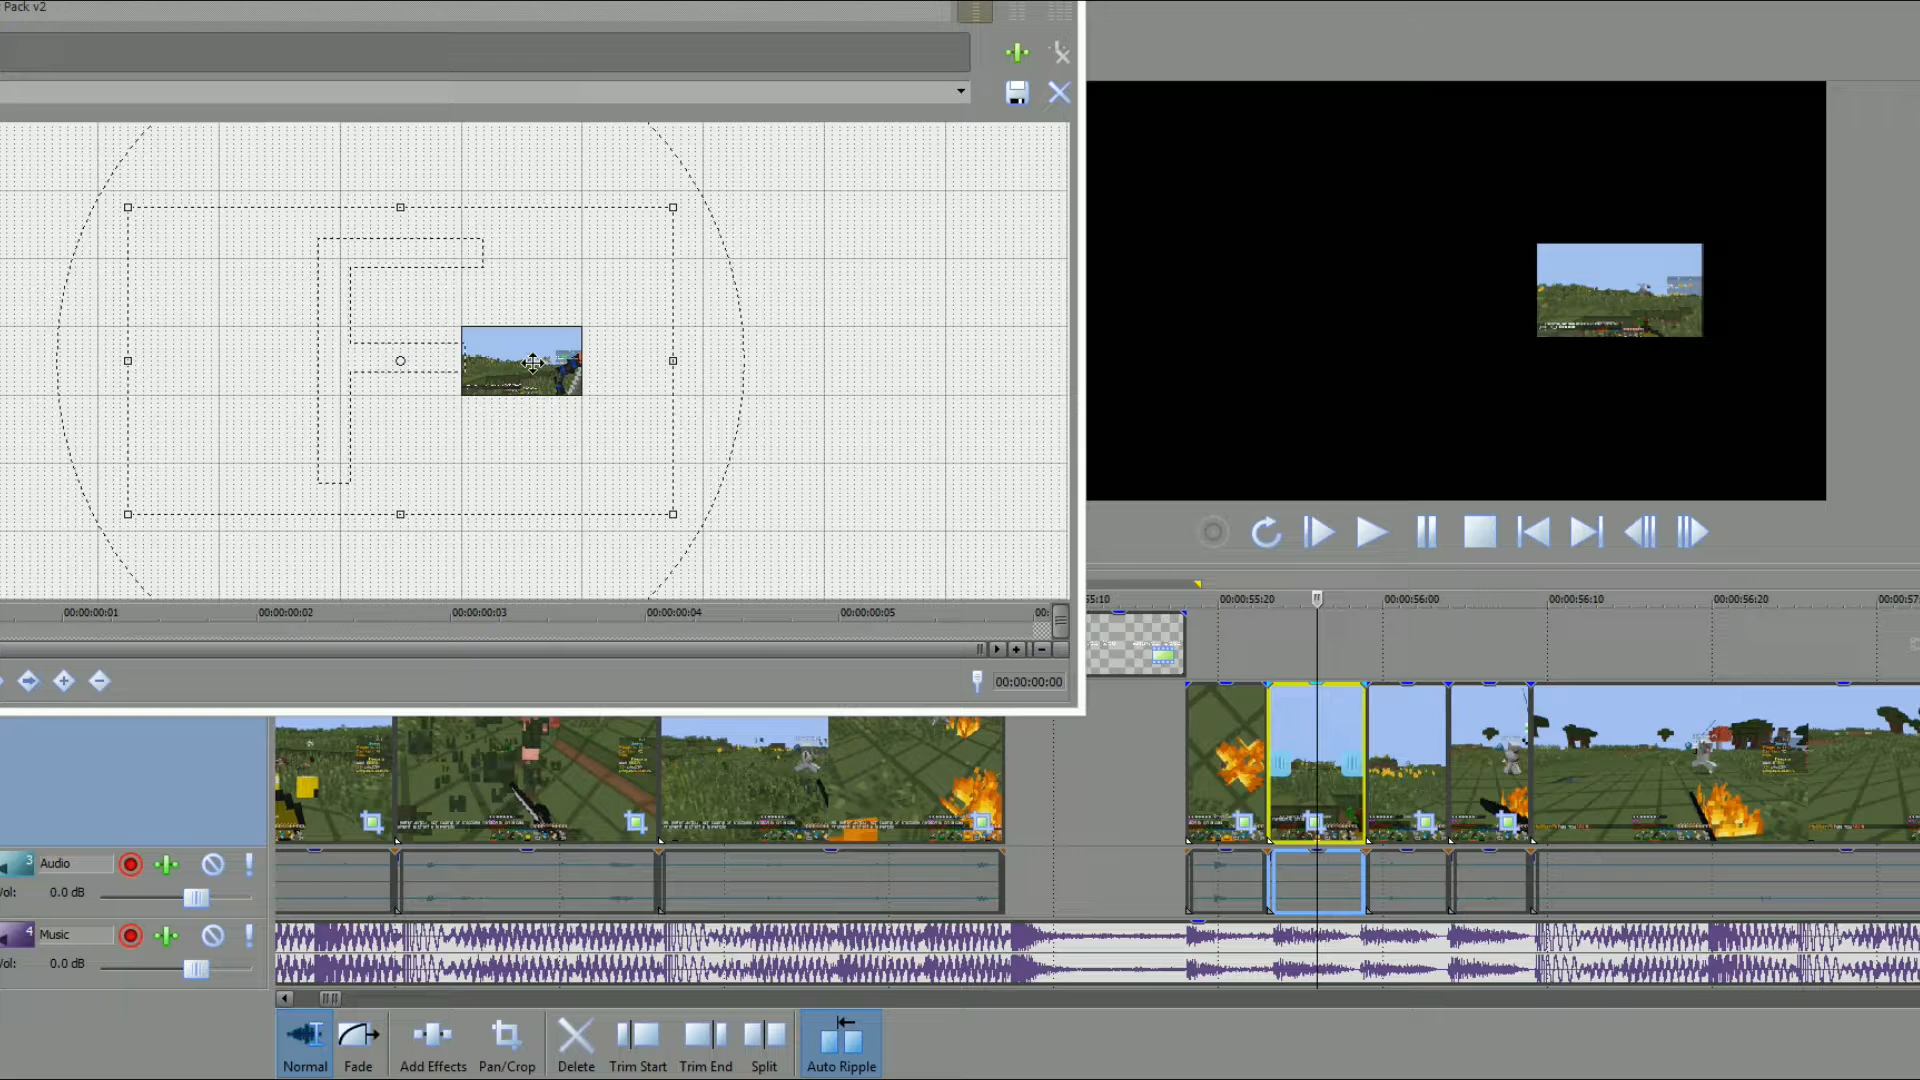 Pack v2
00:00:00:01
00:00:00:02
00:00:00:03
00:00:00:04
00:00:00:05
00:
00:00:00:00
55:10
00:00:55:20
00:00:56:00
00:00:56:10
00:00:56:20
00:00:57
3
Audio
Vol:
0.0 dB
4
Music
Vol:
0.0 dB
Normal
Fade
Add Effects
Pan/Crop
Delete
Trim Start
Trim End
Split
Auto Ripple